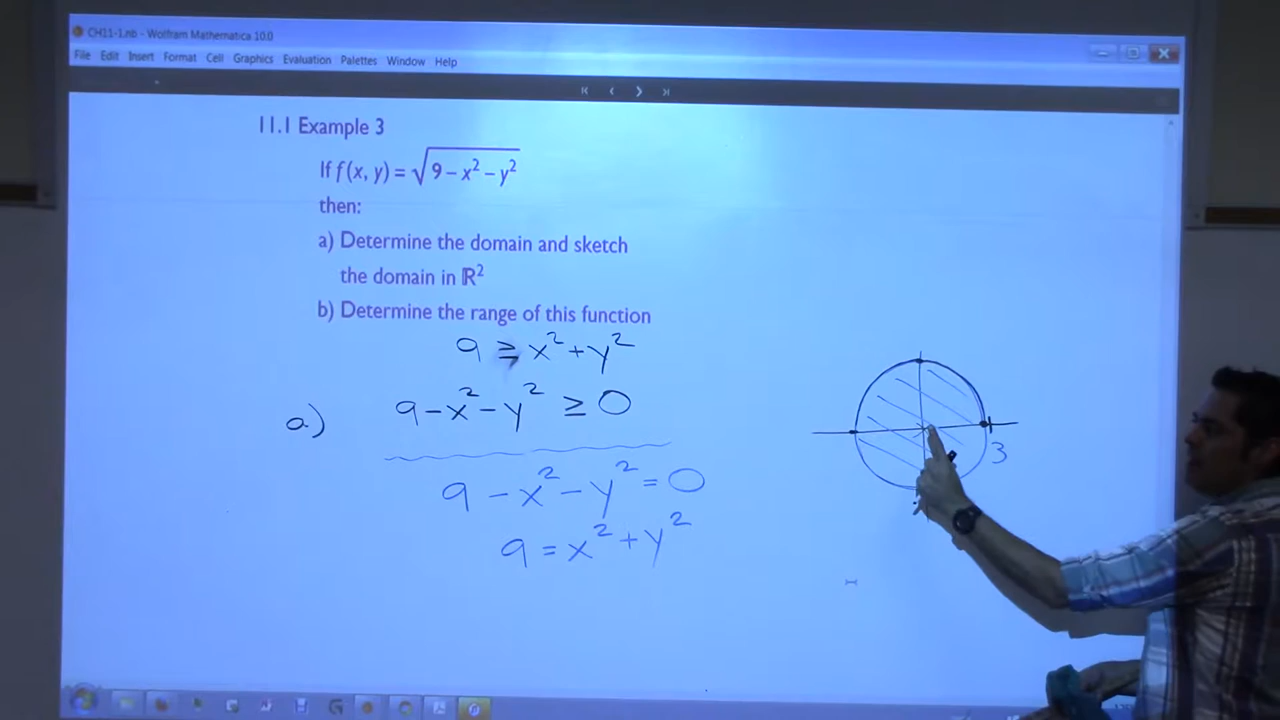 CH11-1.nb - Wolfram Mathematica 10.0
File Edit Insert Format Cell Graphics Evaluation Palettes Window Help
11.1 Example 3
If f(x, y) = √(9 – x² – y²)
then:
a) Determine the domain and sketch
the domain in ℝ²
b) Determine the range of this function
9 ≥ x² + y²
a) 9 – x² – y² ≥ 0
9 – x² – y² = 0
9 = x² + y²
3